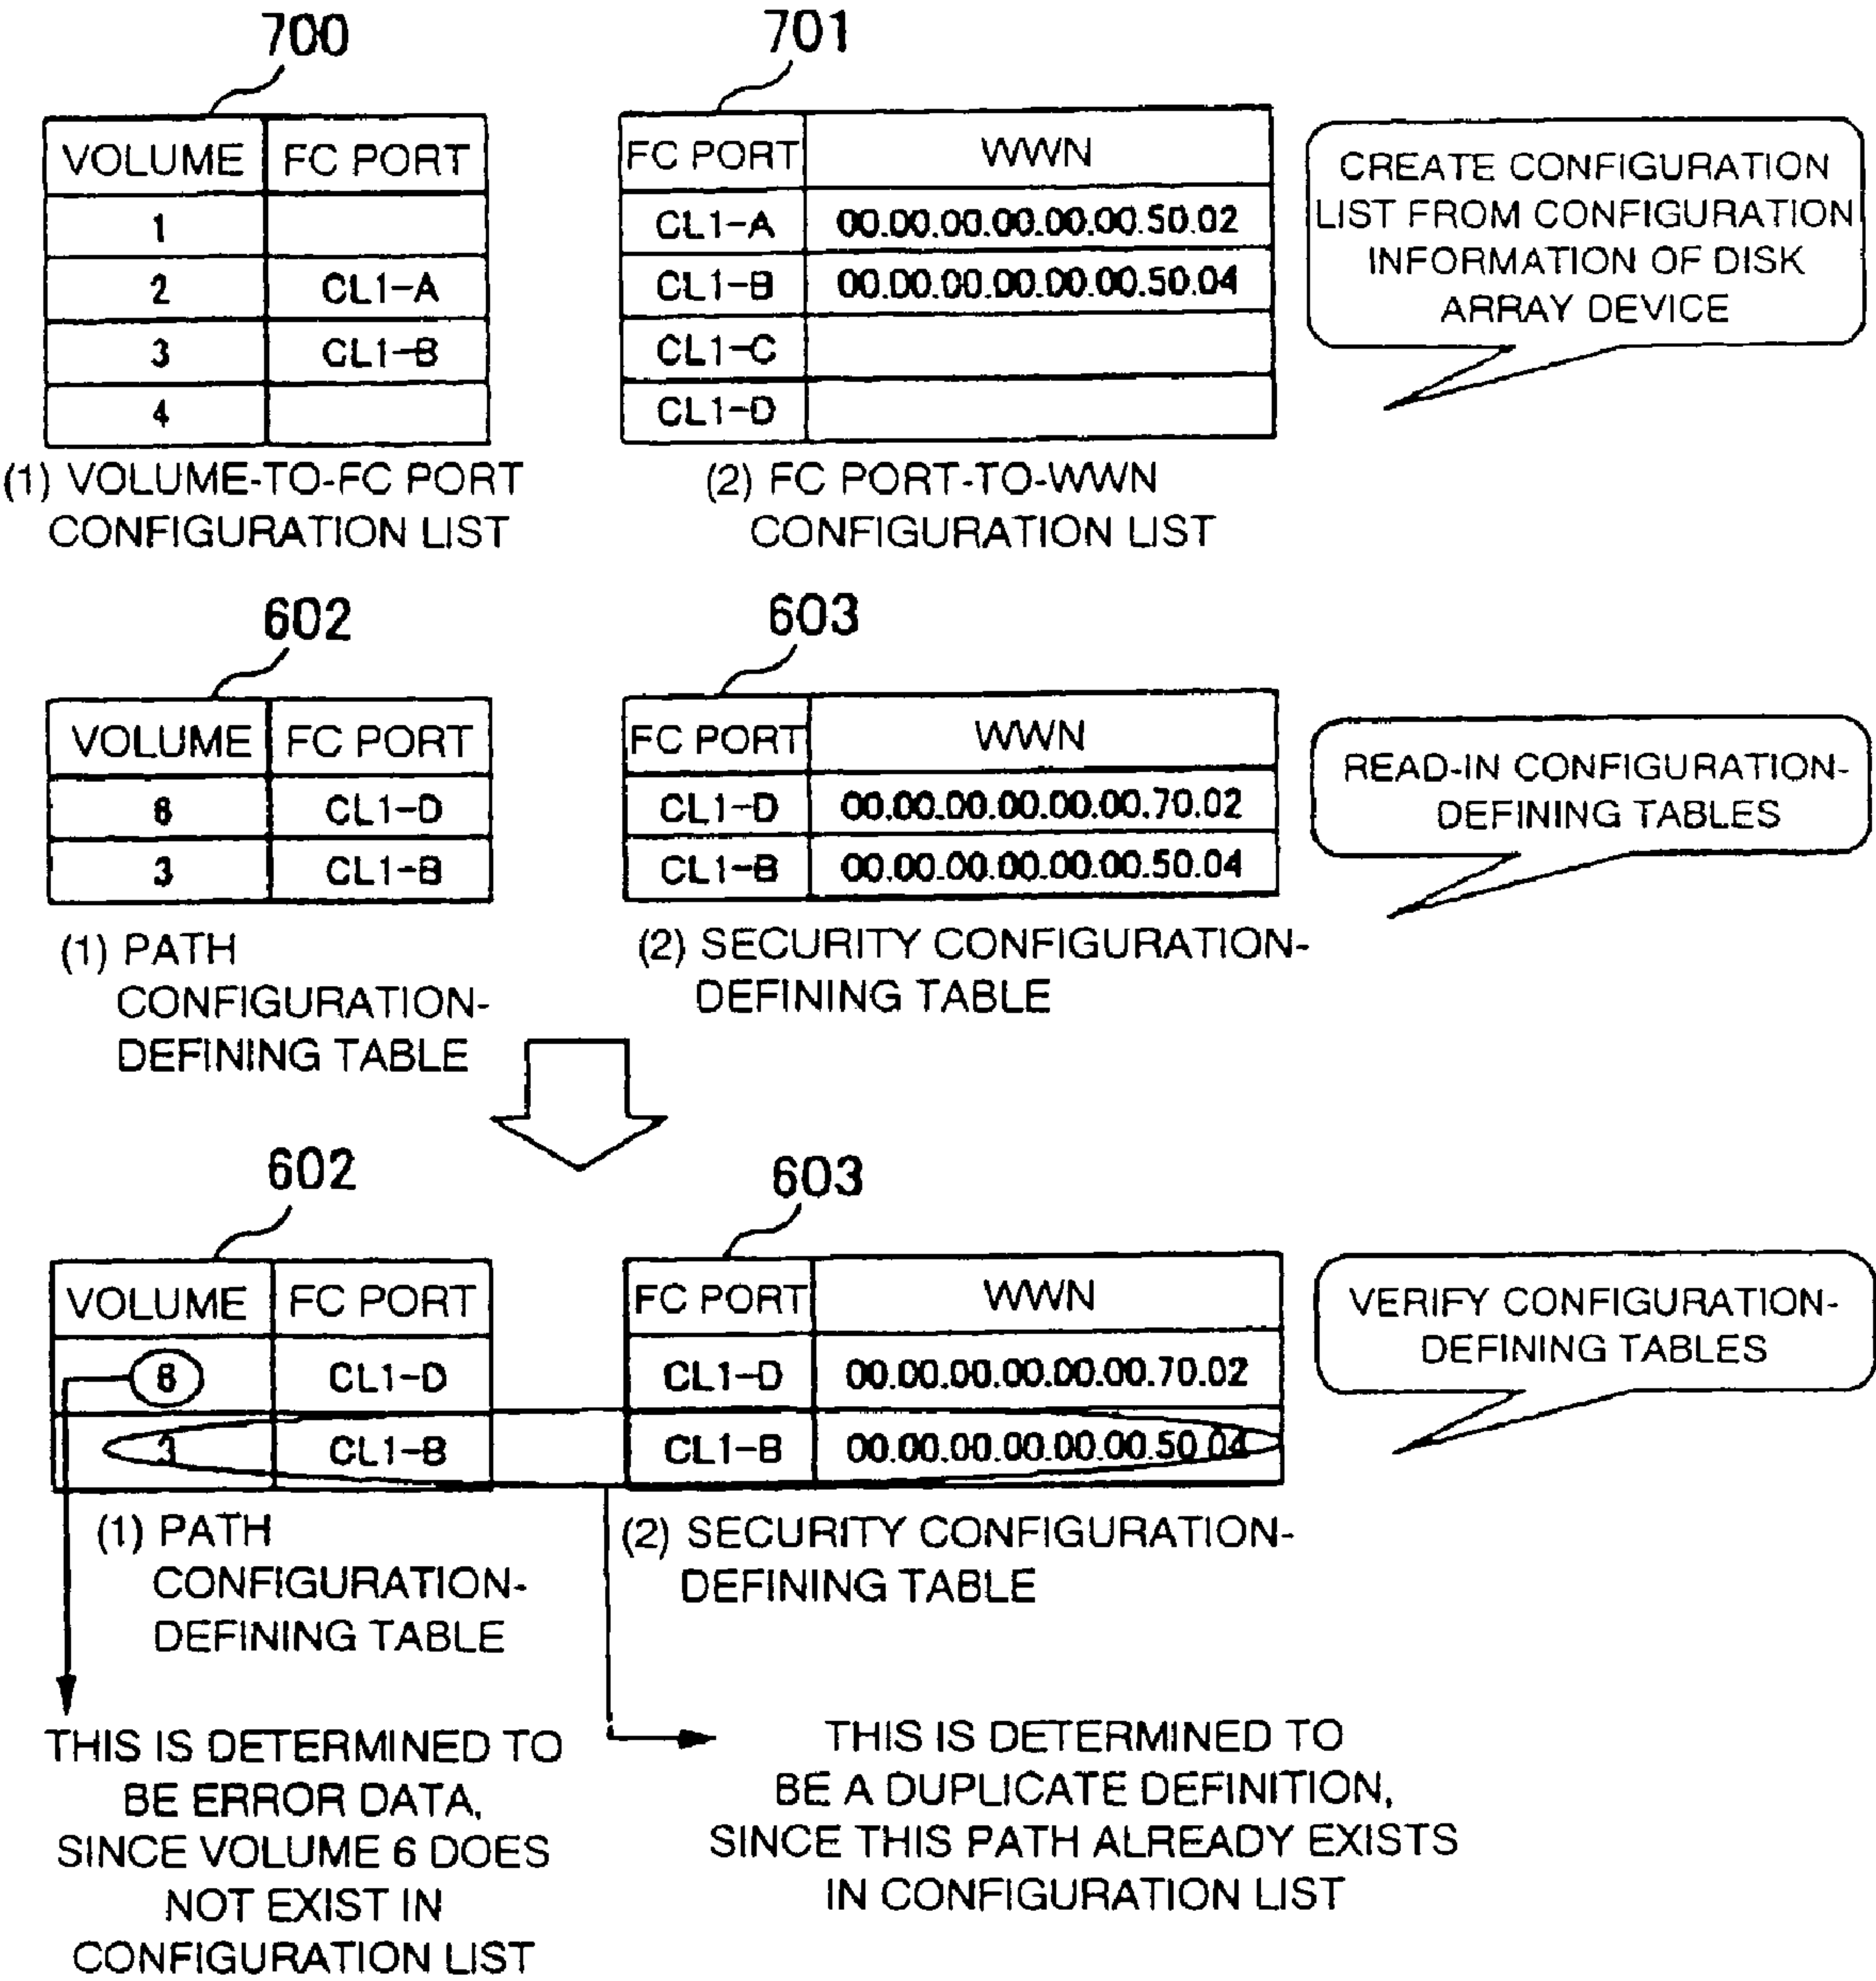 700
701
VOLUME FC PORT
1
2 CL1-A
3 CL1-B
4
FC PORT WWN
CL1-A 00.00.00.00.00.00.50.02
CL1-B 00.00.00.00.00.00.50.04
CL1-C
CL1-D
CREATE CONFIGURATION
LIST FROM CONFIGURATION
INFORMATION OF DISK
ARRAY DEVICE
(1) VOLUME-TO-FC PORT
CONFIGURATION LIST
(2) FC PORT-TO-WWN
CONFIGURATION LIST
602
603
VOLUME FC PORT
6 CL1-D
3 CL1-B
FC PORT WWN
CL1-D 00.00.00.00.00.00.70.02
CL1-B 00.00.00.00.00.00.50.04
READ-IN CONFIGURATION-
DEFINING TABLES
(1) PATH
CONFIGURATION-
DEFINING TABLE
(2) SECURITY CONFIGURATION-
DEFINING TABLE
602
603
VOLUME FC PORT
6 CL1-D
3 CL1-B
FC PORT WWN
CL1-D 00.00.00.00.00.00.70.02
CL1-B 00.00.00.00.00.00.50.04
VERIFY CONFIGURATION-
DEFINING TABLES
(1) PATH
CONFIGURATION-
DEFINING TABLE
(2) SECURITY CONFIGURATION-
DEFINING TABLE
THIS IS DETERMINED TO
BE ERROR DATA,
SINCE VOLUME 6 DOES
NOT EXIST IN
CONFIGURATION LIST
THIS IS DETERMINED TO
BE A DUPLICATE DEFINITION,
SINCE THIS PATH ALREADY EXISTS
IN CONFIGURATION LIST